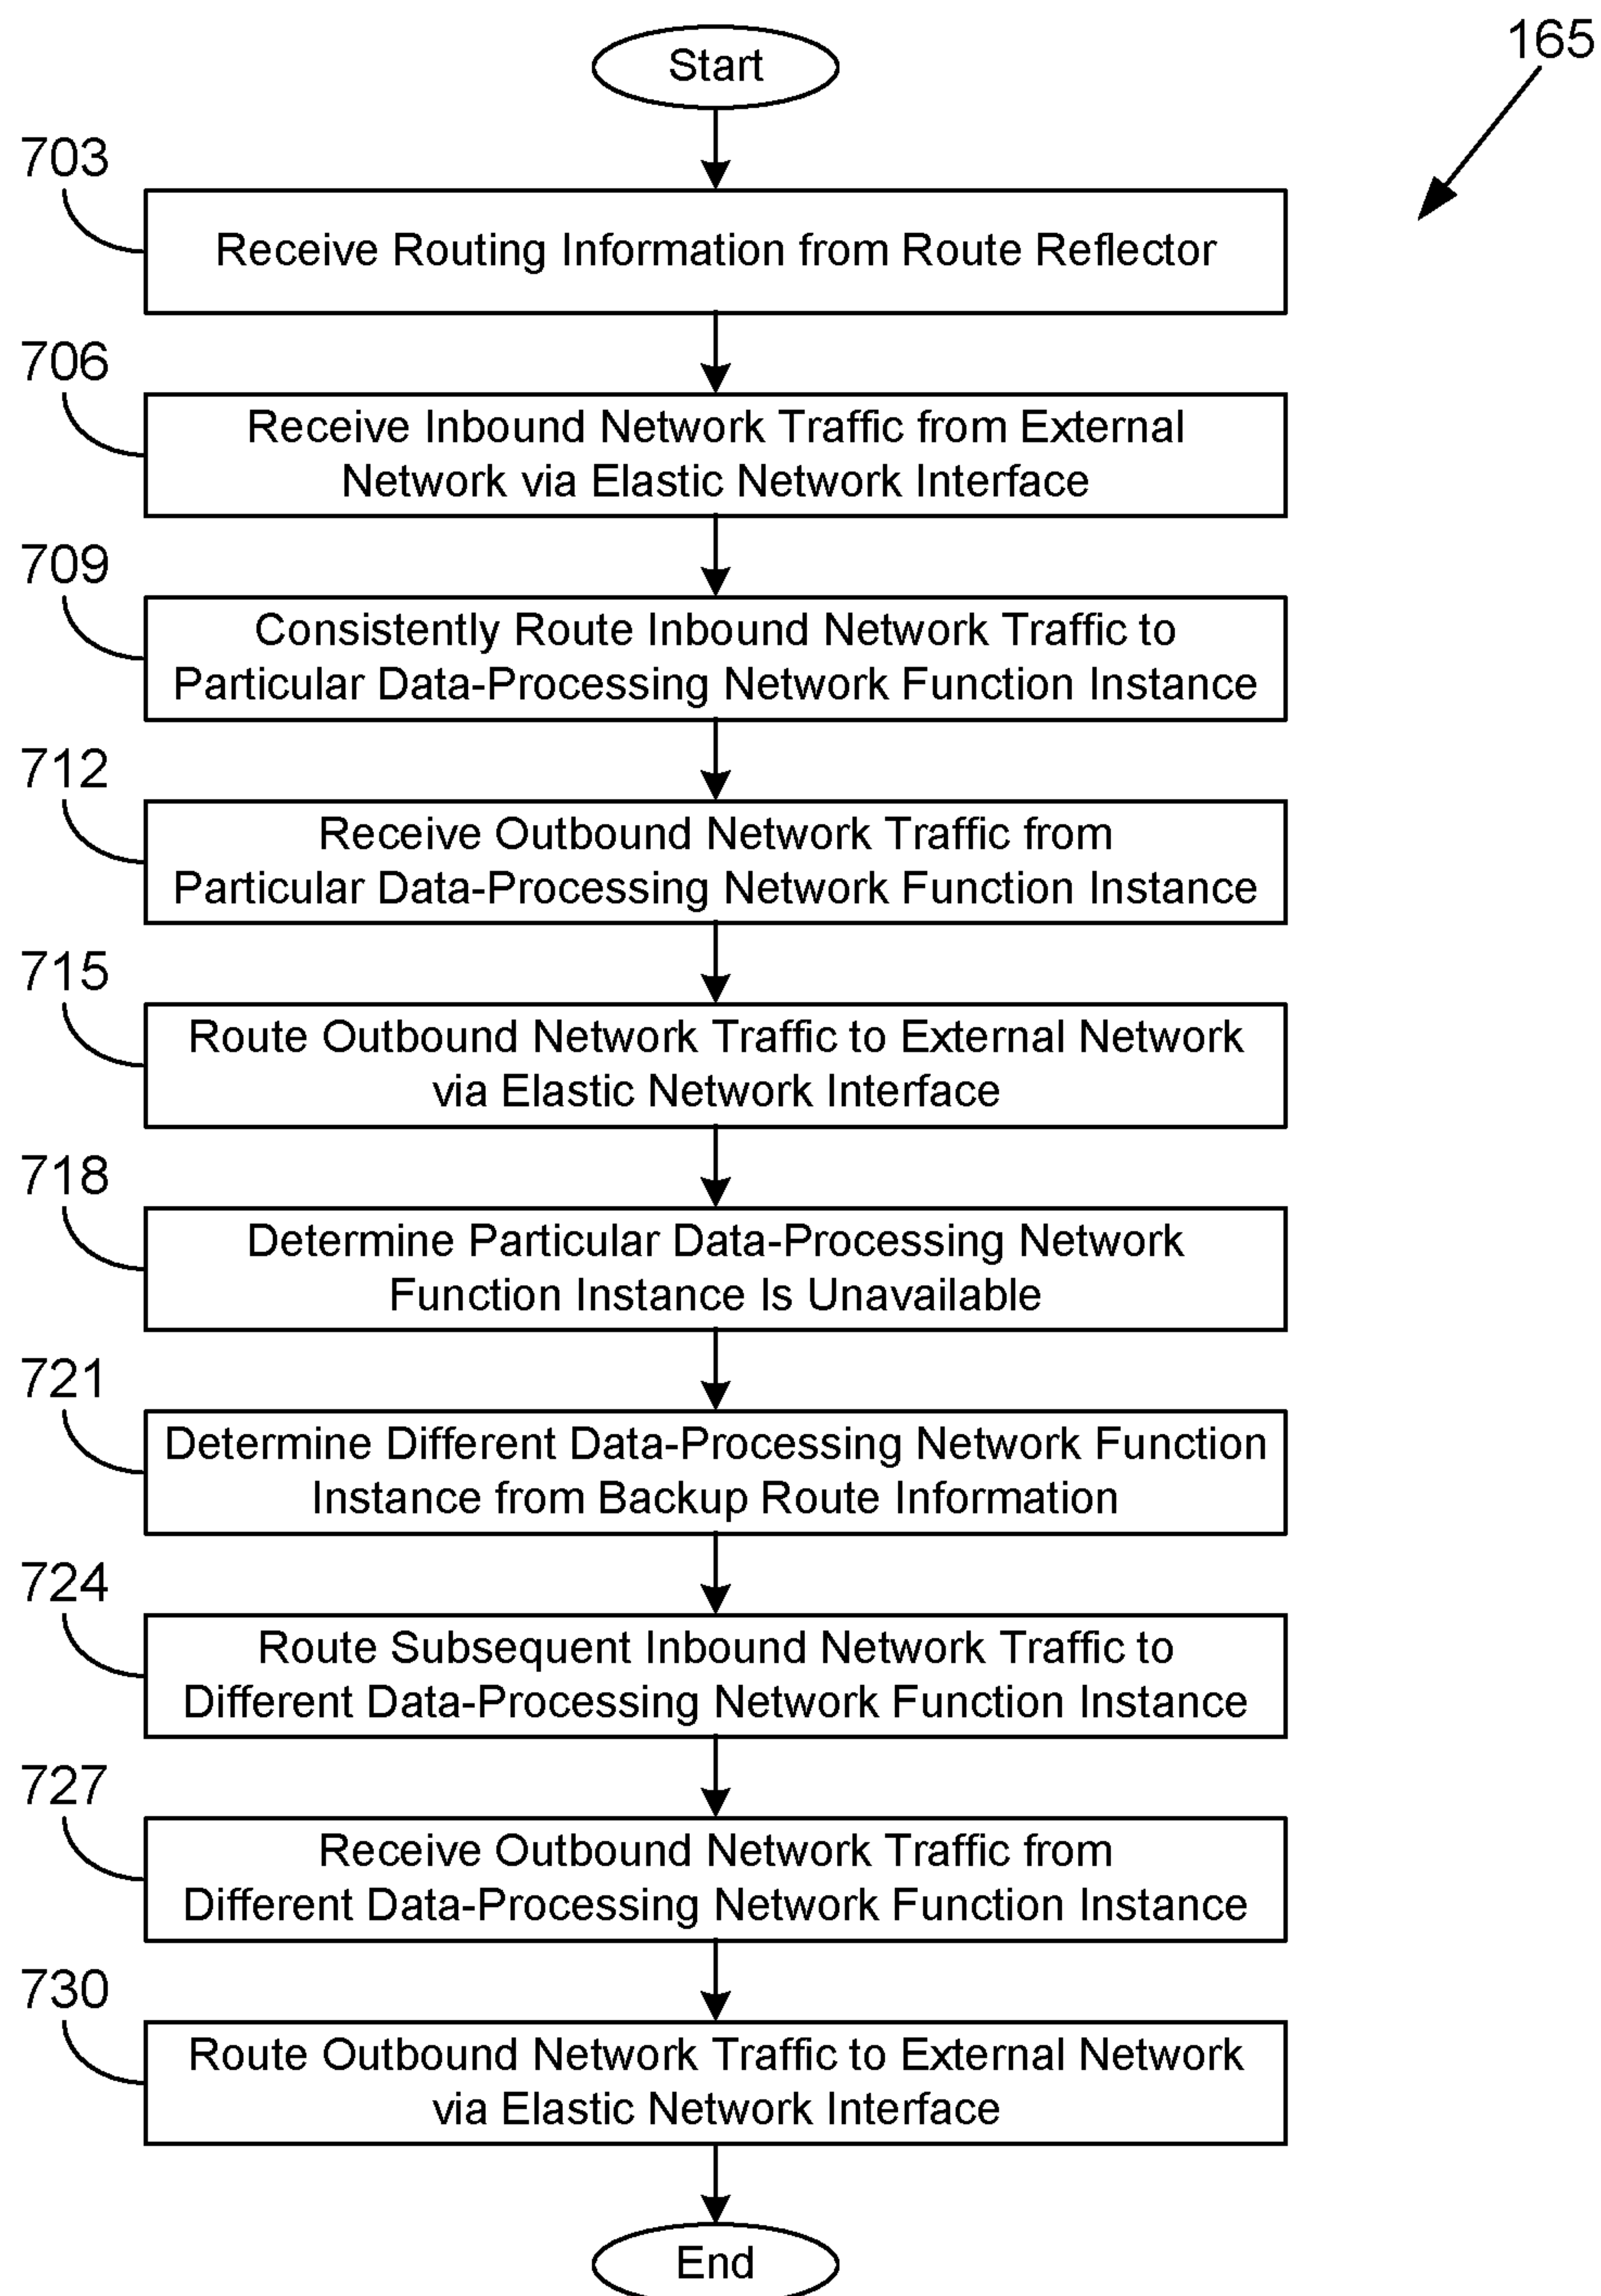 Start
165
703
Receive Routing Information from Route Reflector
706
Receive Inbound Network Traffic from External
Network via Elastic Network Interface
709
Consistently Route Inbound Network Traffic to
Particular Data-Processing Network Function Instance
712
Receive Outbound Network Traffic from
Particular Data-Processing Network Function Instance
715
Route Outbound Network Traffic to External Network
via Elastic Network Interface
718
Determine Particular Data-Processing Network
Function Instance Is Unavailable
721
Determine Different Data-Processing Network Function
Instance from Backup Route Information
724
Route Subsequent Inbound Network Traffic to
Different Data-Processing Network Function Instance
727
Receive Outbound Network Traffic from
Different Data-Processing Network Function Instance
730
Route Outbound Network Traffic to External Network
via Elastic Network Interface
End